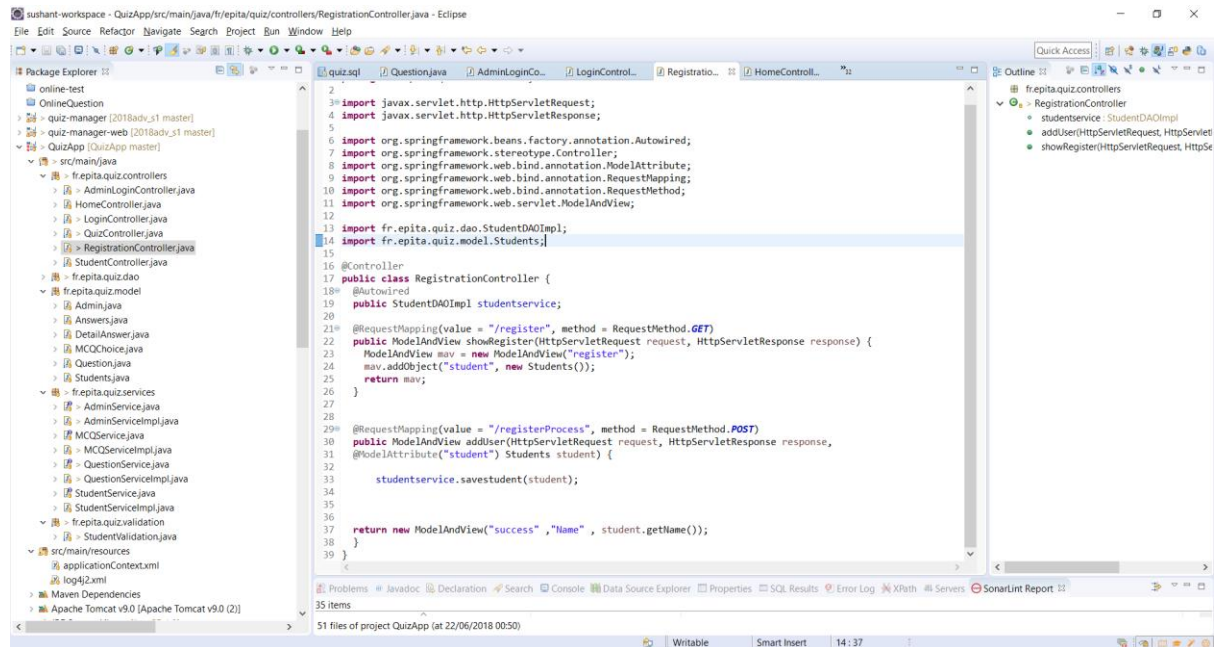 sushant-workspace - QuizApp/src/main/java/fr/epita/quiz/controllers/RegistrationController.java - Eclipse
File Edit Source Refactor Navigate Search Project Run Window Help
Quick Access
Package Explorer
online-test
OnlineQuestion
> quiz-manager [2018adv_s1 master]
> quiz-manager-web [2018adv_s1 master]
> QuizApp [QuizApp master]
> src/main/java
> fr.epita.quiz.controllers
> AdminLoginController.java
> HomeController.java
> LoginController.java
> QuizController.java
> RegistrationController.java
> StudentController.java
> fr.epita.quiz.dao
fr.epita.quiz.model
Admin.java
Answers.java
DetailAnswer.java
MCQChoice.java
Question.java
Students.java
> fr.epita.quiz.services
> AdminService.java
> AdminServiceImpl.java
MCQService.java
> MCQServiceImpl.java
> QuestionService.java
> QuestionServiceImpl.java
StudentService.java
> StudentServiceImpl.java
> fr.epita.quiz.validation
> StudentValidation.java
src/main/resources
applicationContext.xml
log4j2.xml
Maven Dependencies
Apache Tomcat v9.0 [Apache Tomcat v9.0 (2)]
quiz.sql Question.java AdminLoginCo... LoginControl... Registratio... HomeControll... »
2
3 import javax.servlet.http.HttpServletRequest;
4 import javax.servlet.http.HttpServletResponse;
5
6 import org.springframework.beans.factory.annotation.Autowired;
7 import org.springframework.stereotype.Controller;
8 import org.springframework.web.bind.annotation.ModelAttribute;
9 import org.springframework.web.bind.annotation.RequestMapping;
10 import org.springframework.web.bind.annotation.RequestMethod;
11 import org.springframework.web.servlet.ModelAndView;
12
13 import fr.epita.quiz.dao.StudentDAOImpl;
14 import fr.epita.quiz.model.Students;
15
16 @Controller
17 public class RegistrationController {
18 @Autowired
19 public StudentDAOImpl studentservice;
20
21 @RequestMapping(value = "/register", method = RequestMethod.GET)
22 public ModelAndView showRegister(HttpServletRequest request, HttpServletResponse response) {
23 ModelAndView mav = new ModelAndView("register");
24 mav.addObject("student", new Students());
25 return mav;
26 }
27
28
29 @RequestMapping(value = "/registerProcess", method = RequestMethod.POST)
30 public ModelAndView addUser(HttpServletRequest request, HttpServletResponse response,
31 @ModelAttribute("student") Students student) {
32
33 studentservice.savestudent(student);
34
35
36
37 return new ModelAndView("success" ,"Name" , student.getName());
38 }
39 }
Outline
fr.epita.quiz.controllers
> RegistrationController
studentservice : StudentDAOImpl
addUser(HttpServletRequest, HttpServletl
showRegister(HttpServletRequest, HttpSe
Problems Javadoc Declaration Search Console Data Source Explorer Properties SQL Results Error Log XPath Servers SonarLint Report
35 items
51 files of project QuizApp (at 22/06/2018 00:50)
Writable Smart Insert 14 : 37